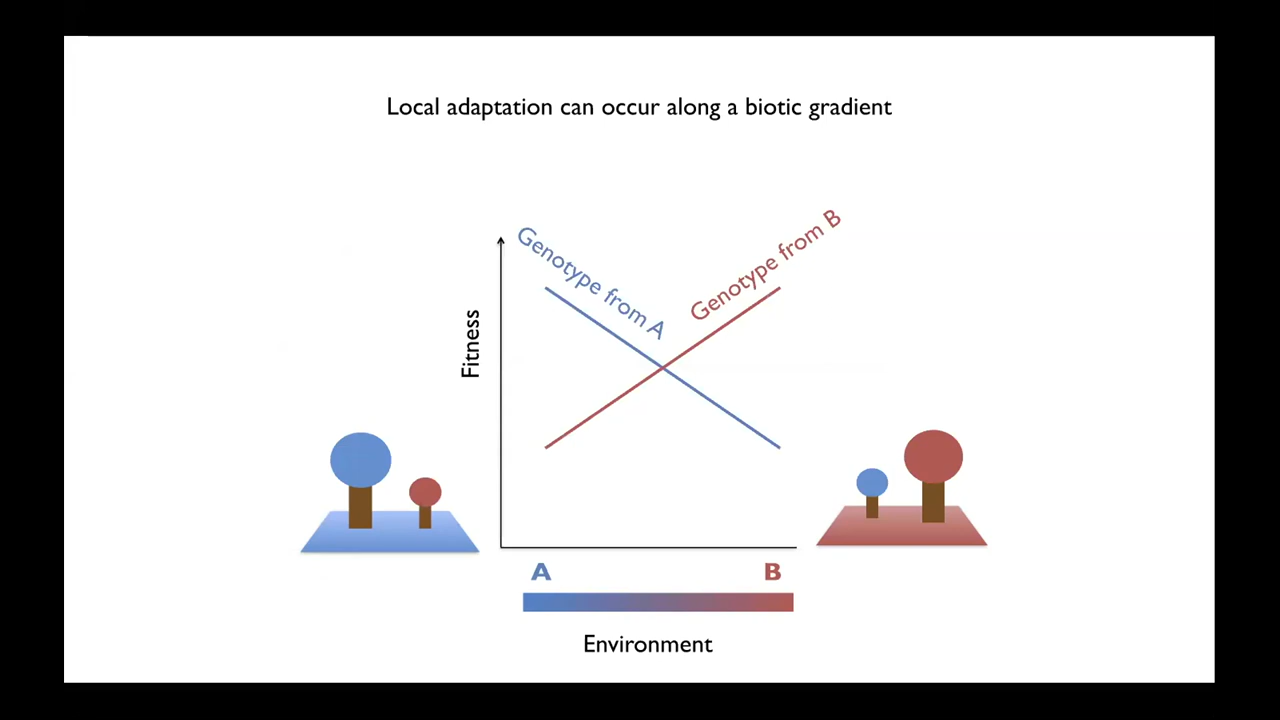 Local adaptation can occur along a biotic gradient
Genotype from A
Genotype from B
Fitness
A
B
Environment